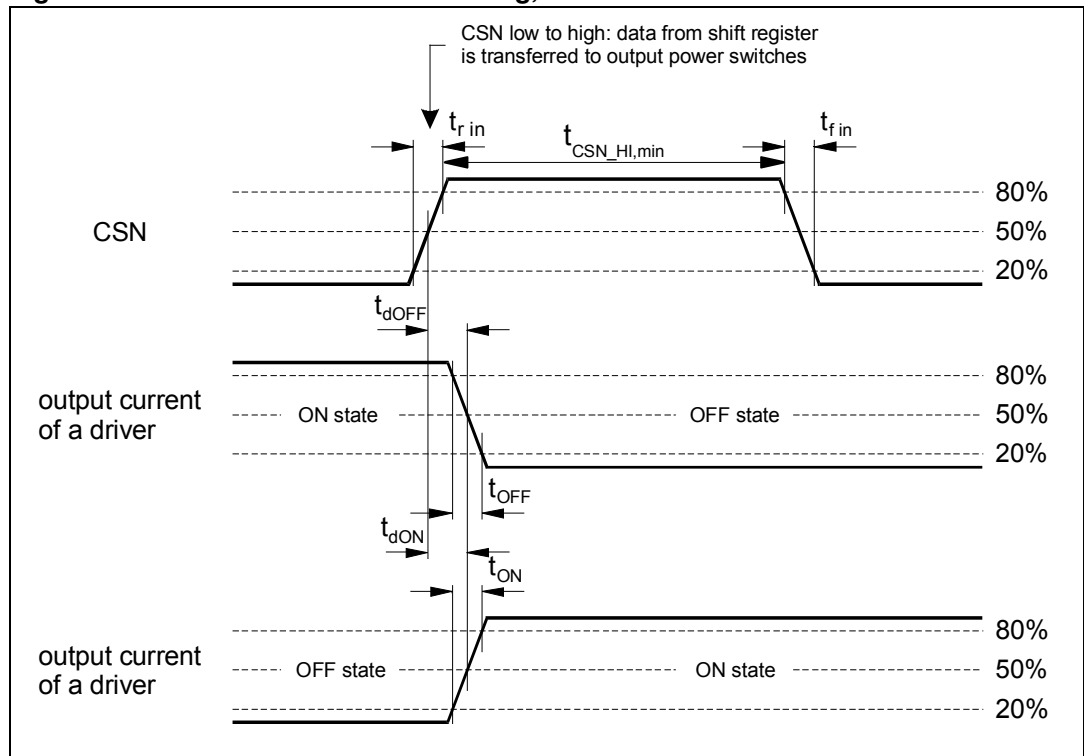 CSN low to high: data from shift register
is transferred to output power switches
t_r in
t_CSN_HI,min
t_f in
80%
CSN
50%
20%
t_dOFF
80%
output current
of a driver
ON state
OFF state
50%
20%
t_OFF
t_dON
t_ON
80%
output current
of a driver
OFF state
ON state
50%
20%